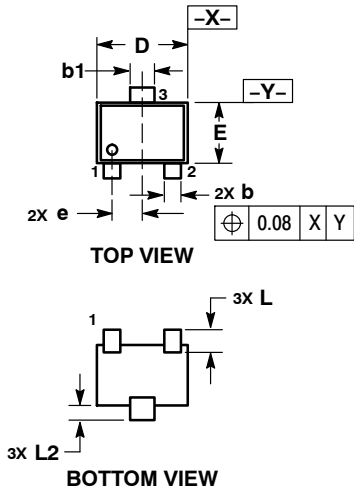 –X–
D
b1
3
–Y–
E
1
2
2X e
2X b
⌖ 0.08 X Y
TOP VIEW
3X L
1
3X L2
BOTTOM VIEW